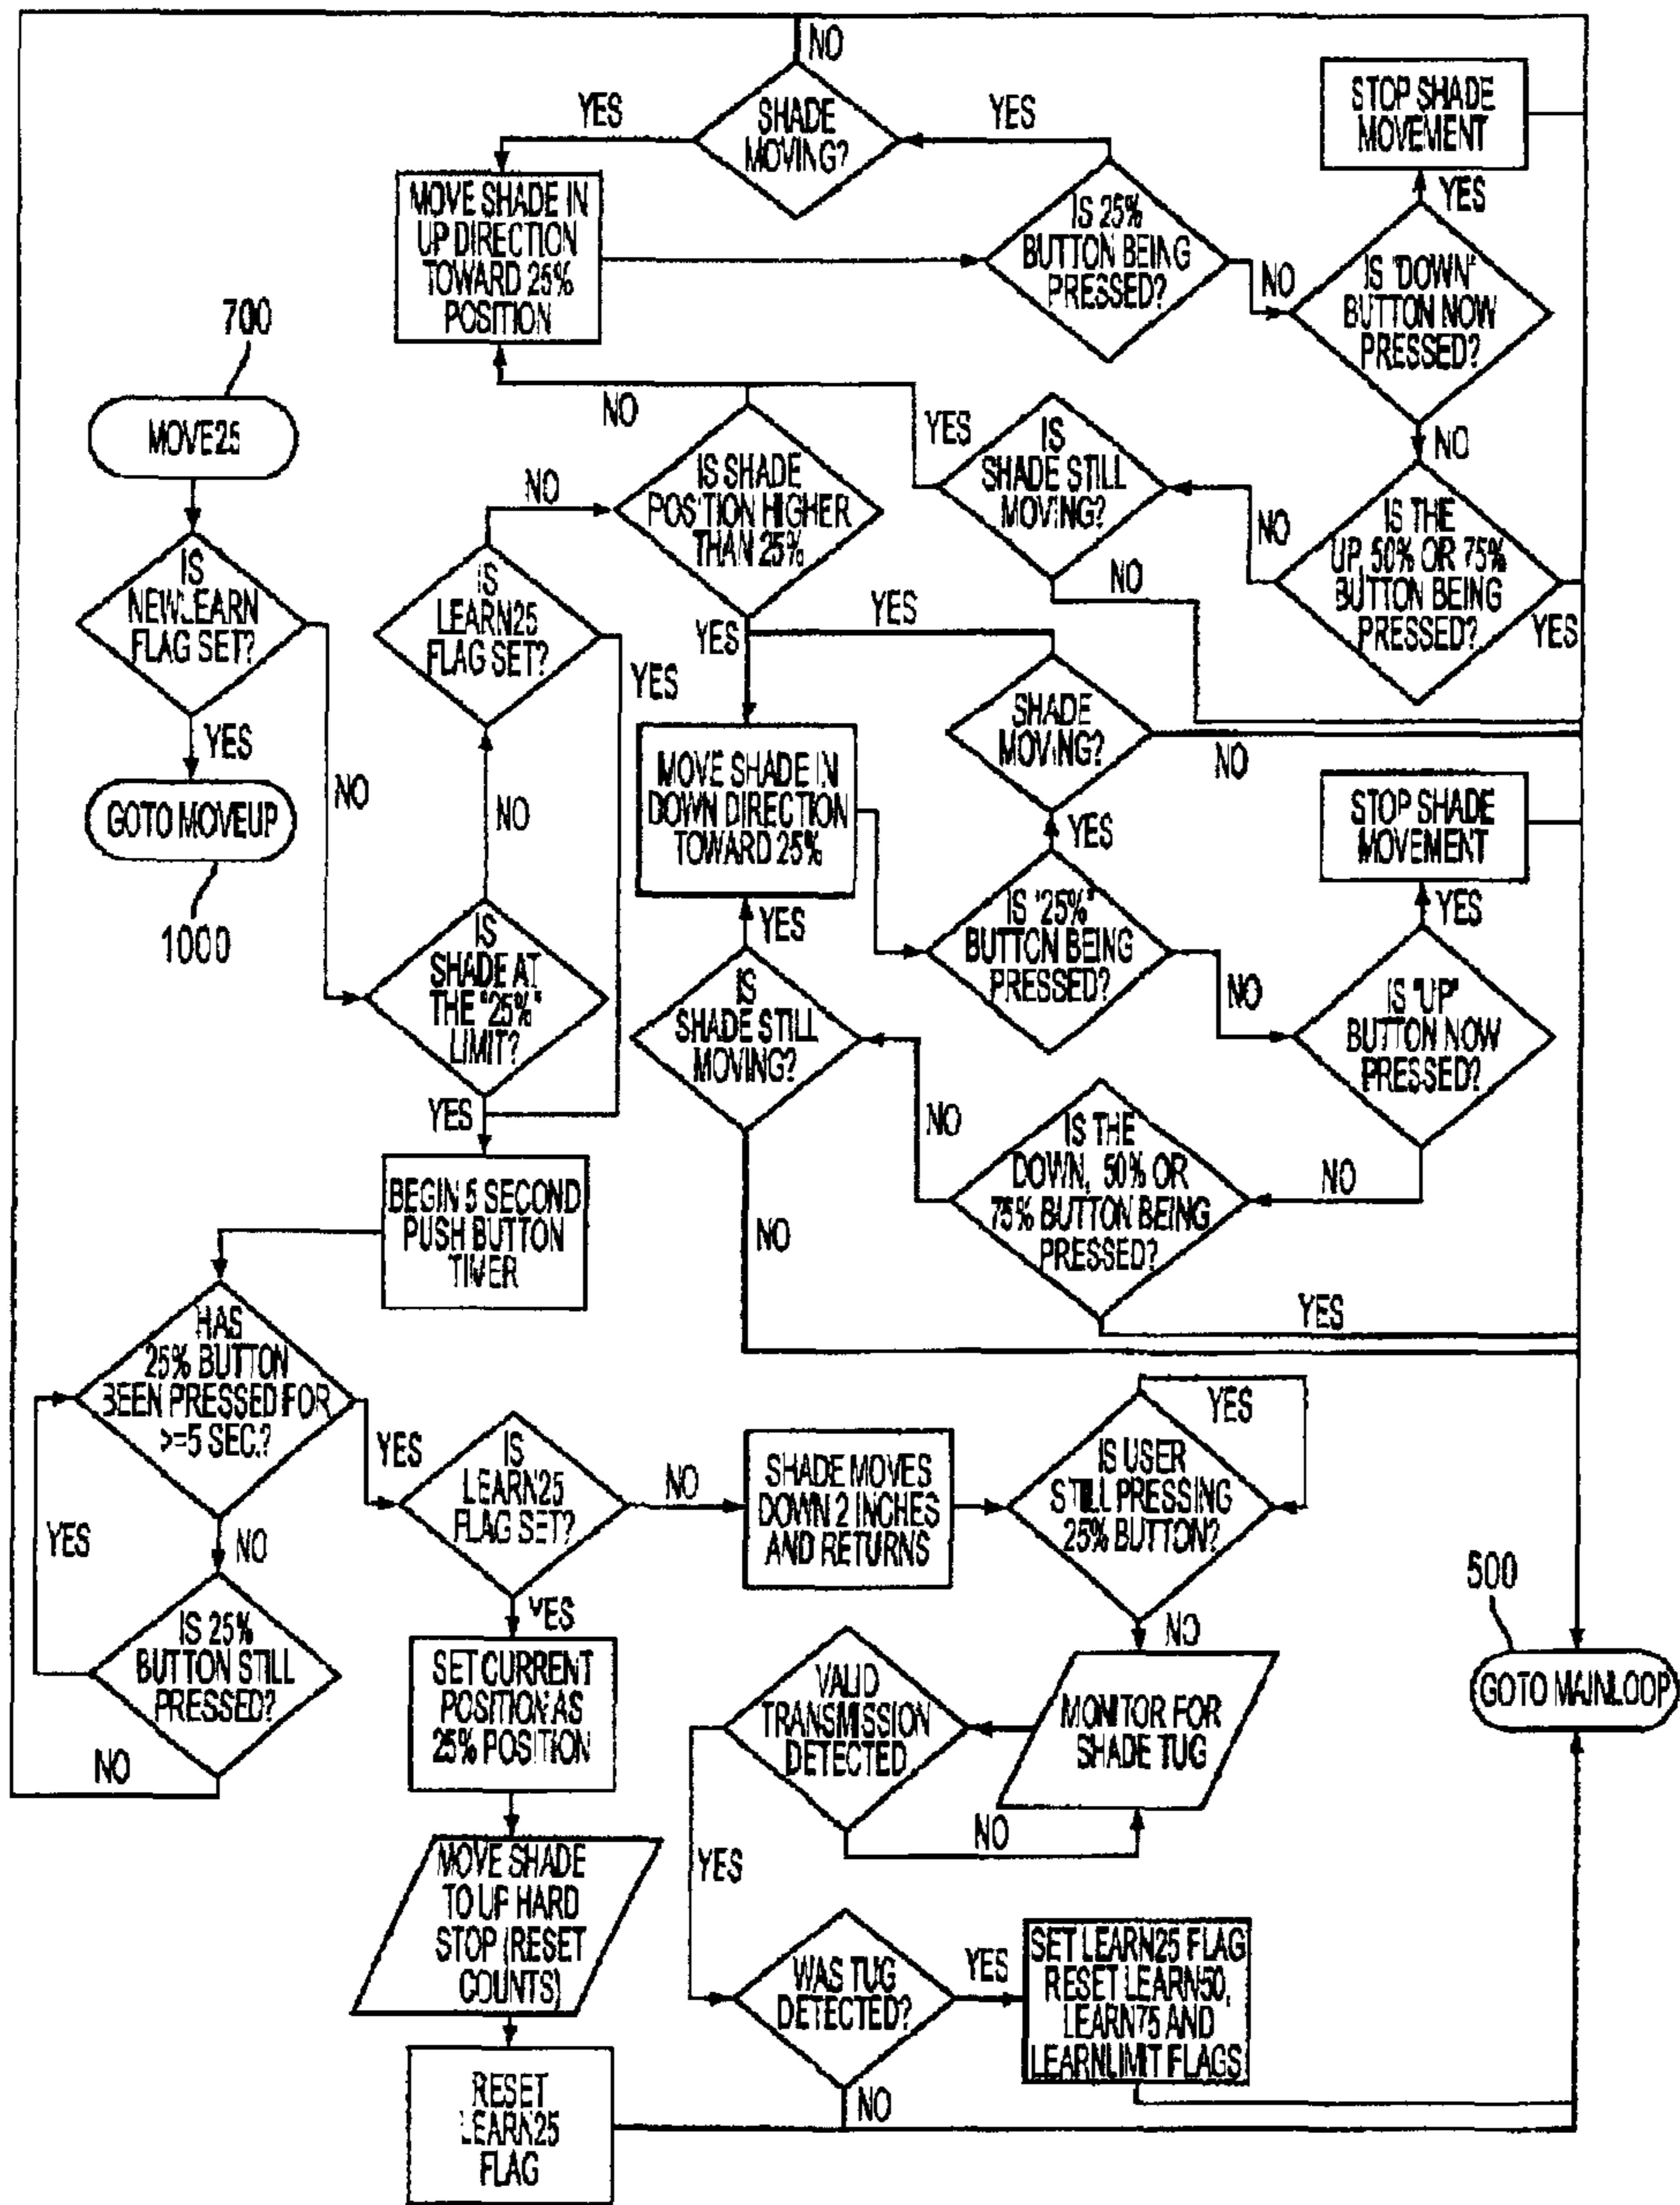 NO
SHADE
MOVING?
YES
YES
STOP SHADE
MOVEMENT
YES
MOVE SHADE IN
UP DIRECTION
TOWARD 25%
POSITION
IS 25%
BUTTON BEING
PRESSED?
NO
IS "DOWN"
BUTTON NOW
PRESSED?
NO
700
MOVE25
IS
NEWLEARN
FLAG SET?
YES
NO
GOTO MOVEUP
1000
IS
LEARN25
FLAG SET?
NO
YES
NO
IS
SHADE AT
THE "25%"
LIMIT?
YES
NO
IS SHADE
POSITION HIGHER
THAN 25%
YES
YES
IS
SHADE STILL
MOVING?
NO
NO
IS THE
UP, 50% OR 75%
BUTTON BEING
PRESSED?
YES
YES
SHADE
MOVING?
NO
YES
MOVE SHADE IN
DOWN DIRECTION
TOWARD 25%
YES
IS "25%"
BUTTON BEING
PRESSED?
NO
STOP SHADE
MOVEMENT
YES
IS "UP"
BUTTON NOW
PRESSED?
NO
IS
SHADE STILL
MOVING?
NO
NO
IS THE
DOWN, 50% OR
75% BUTTON BEING
PRESSED?
YES
BEGIN 5 SECOND
PUSH BUTTON
TIMER
HAS
25% BUTTON
BEEN PRESSED FOR
>=5 SEC.?
YES
NO
YES
IS 25%
BUTTON STILL
PRESSED?
NO
IS
LEARN25
FLAG SET?
NO
YES
SHADE MOVES
DOWN 2 INCHES
AND RETURNS
YES
IS USER
STILL PRESSING
25% BUTTON?
NO
500
GOTO MAINLOOP
SET CURRENT
POSITION AS
25% POSITION
VALID
TRANSMISSION
DETECTED
MONITOR FOR
SHADE TUG
NO
YES
MOVE SHADE
TO UP HARD
STOP (RESET
COUNTS)
WAS TUG
DETECTED?
YES
NO
SET LEARN25 FLAG
RESET LEARN50,
LEARN75 AND
LEARNLIMIT FLAGS
RESET
LEARN25
FLAG